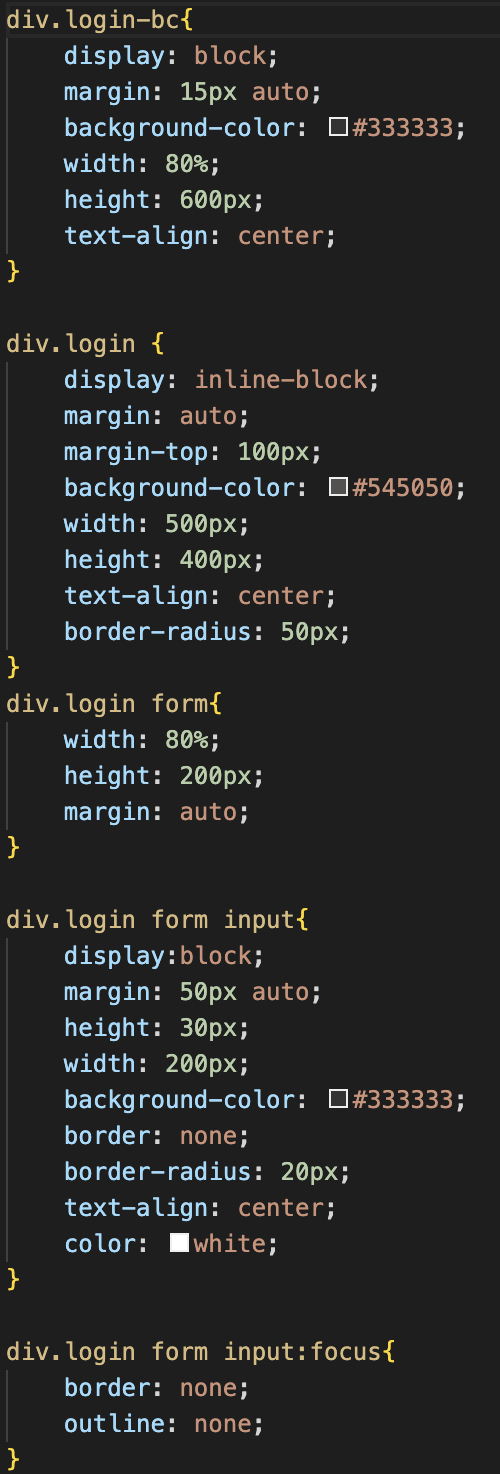 div.login-bc{
    display: block;
    margin: 15px auto;
    background-color: #333333;
    width: 80%;
    height: 600px;
    text-align: center;
}

div.login {
    display: inline-block;
    margin: auto;
    margin-top: 100px;
    background-color: #545050;
    width: 500px;
    height: 400px;
    text-align: center;
    border-radius: 50px;
}
div.login form{
    width: 80%;
    height: 200px;
    margin: auto;
}

div.login form input{
    display:block;
    margin: 50px auto;
    height: 30px;
    width: 200px;
    background-color: #333333;
    border: none;
    border-radius: 20px;
    text-align: center;
    color: white;
}

div.login form input:focus{
    border: none;
    outline: none;
}